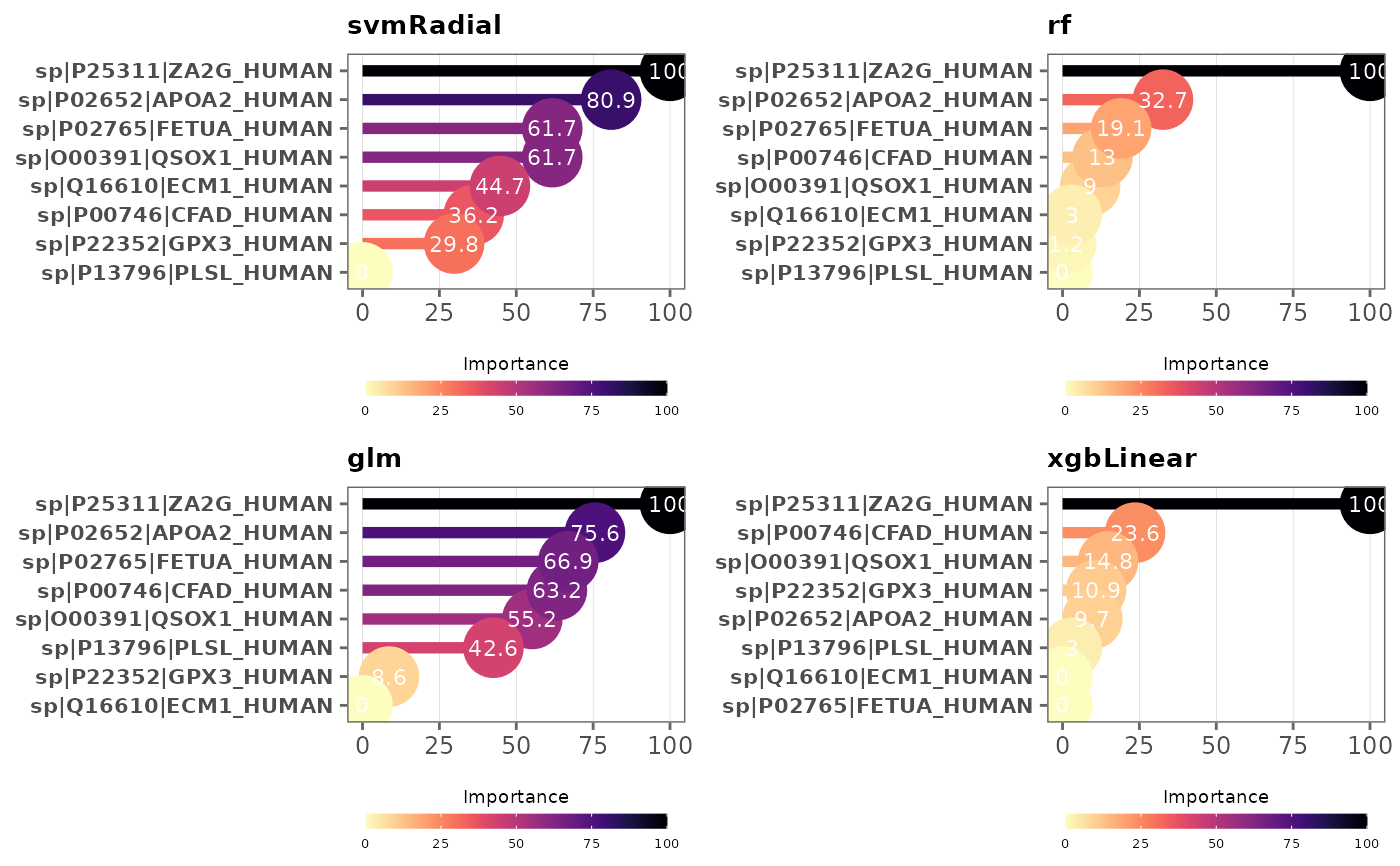 svmRadial
sp|P25311|ZA2G_HUMAN 100
sp|P02652|APOA2_HUMAN 80.9
sp|P02765|FETUA_HUMAN 61.7
sp|O00391|QSOX1_HUMAN 61.7
sp|Q16610|ECM1_HUMAN 44.7
sp|P00746|CFAD_HUMAN 36.2
sp|P22352|GPX3_HUMAN 29.8
sp|P13796|PLSL_HUMAN 0
0 25 50 75 100
Importance
0 25 50 75 100
rf
sp|P25311|ZA2G_HUMAN 100
sp|P02652|APOA2_HUMAN 32.7
sp|P02765|FETUA_HUMAN 19.1
sp|P00746|CFAD_HUMAN 13
sp|O00391|QSOX1_HUMAN 9
sp|Q16610|ECM1_HUMAN 3
sp|P22352|GPX3_HUMAN 1.2
sp|P13796|PLSL_HUMAN 0
0 25 50 75 100
Importance
0 25 50 75 100
glm
sp|P25311|ZA2G_HUMAN 100
sp|P02652|APOA2_HUMAN 75.6
sp|P02765|FETUA_HUMAN 66.9
sp|P00746|CFAD_HUMAN 63.2
sp|O00391|QSOX1_HUMAN 55.2
sp|P13796|PLSL_HUMAN 42.6
sp|P22352|GPX3_HUMAN 8.6
sp|Q16610|ECM1_HUMAN 0
0 25 50 75 100
Importance
0 25 50 75 100
xgbLinear
sp|P25311|ZA2G_HUMAN 100
sp|P00746|CFAD_HUMAN 23.6
sp|O00391|QSOX1_HUMAN 14.8
sp|P22352|GPX3_HUMAN 10.9
sp|P02652|APOA2_HUMAN 9.7
sp|P13796|PLSL_HUMAN 3
sp|Q16610|ECM1_HUMAN 0
sp|P02765|FETUA_HUMAN 0
0 25 50 75 100
Importance
0 25 50 75 100